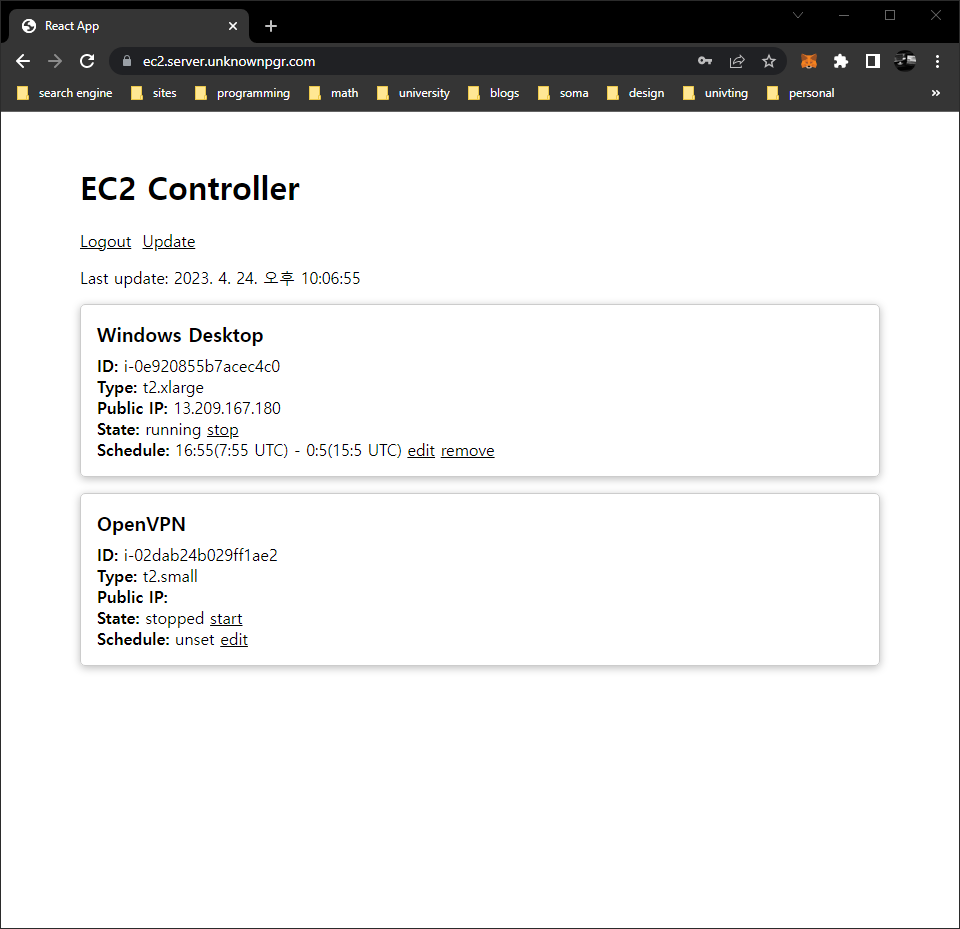 React App
ec2.server.unknownpgr.com
search engine sites programming math university blogs soma design univting personal
EC2 Controller
Logout Update
Last update: 2023. 4. 24. 오후 10:06:55
Windows Desktop
ID: i-0e920855b7acec4c0
Type: t2.xlarge
Public IP: 13.209.167.180
State: running stop
Schedule: 16:55(7:55 UTC) - 0:5(15:5 UTC) edit remove
OpenVPN
ID: i-02dab24b029ff1ae2
Type: t2.small
Public IP:
State: stopped start
Schedule: unset edit